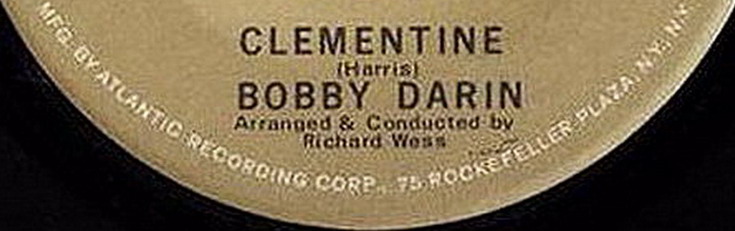 CLEMENTINE
(Harris)
BOBBY DARIN
Arranged & Conducted by
Richard Wess
MFG. BY ATLANTIC RECORDING CORP., 75 ROCKEFELLER PLAZA, N.Y., N.Y.